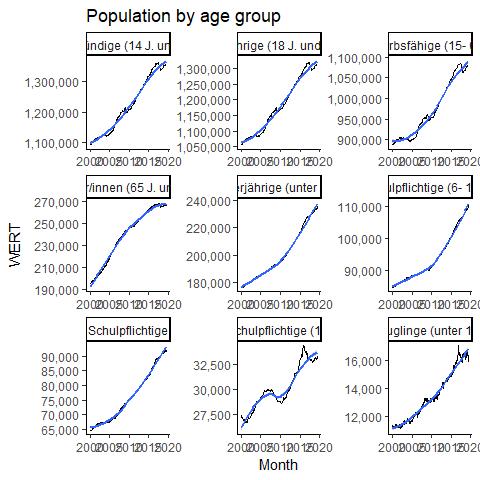 Population by age group
ündige (14 J. un
hrige (18 J. und
rbsfähige (15-
1,300,000
1,200,000
1,100,000
1,300,000
1,250,000
1,200,000
1,150,000
1,100,000
1,050,000
1,100,000
1,050,000
1,000,000
950,000
900,000
2000 2005 2010 2015 2020
2000 2005 2010 2015 2020
2000 2005 2010 2015 2020
/innen (65 J. un
erjährige (unter
ulpflichtige (6- 1
270,000
250,000
230,000
210,000
190,000
240,000
220,000
200,000
180,000
110,000
100,000
90,000
2000 2005 2010 2015 2020
2000 2005 2010 2015 2020
2000 2005 2010 2015 2020
Schulpflichtige
chulpflichtige (1
uglinge (unter 1
90,000
85,000
80,000
75,000
70,000
65,000
32,500
30,000
27,500
16,000
14,000
12,000
2000 2005 2010 2015 2020
2000 2005 2010 2015 2020
2000 2005 2010 2015 2020
WERT
Month